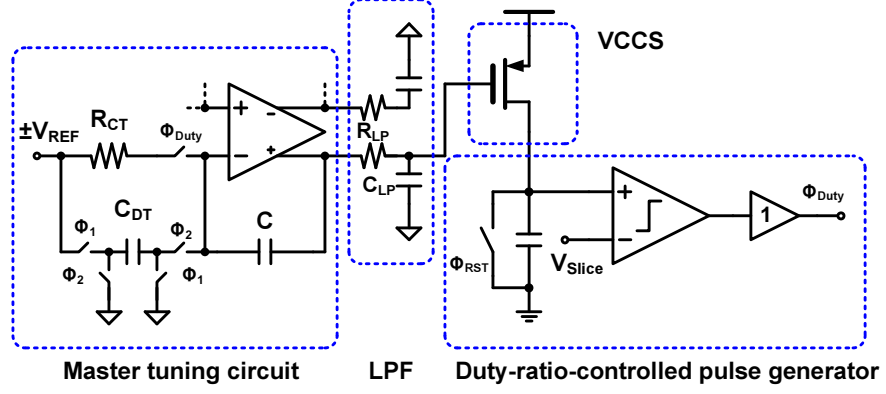 VCCS
±VREF
RCT
ΦDuty
+
-
-
+
RLP
CLP
CDT
C
Φ1
Φ2
Φ2
Φ1
+
-
1
ΦDuty
ΦRST
VSlice
Master tuning circuit
LPF
Duty-ratio-controlled pulse generator